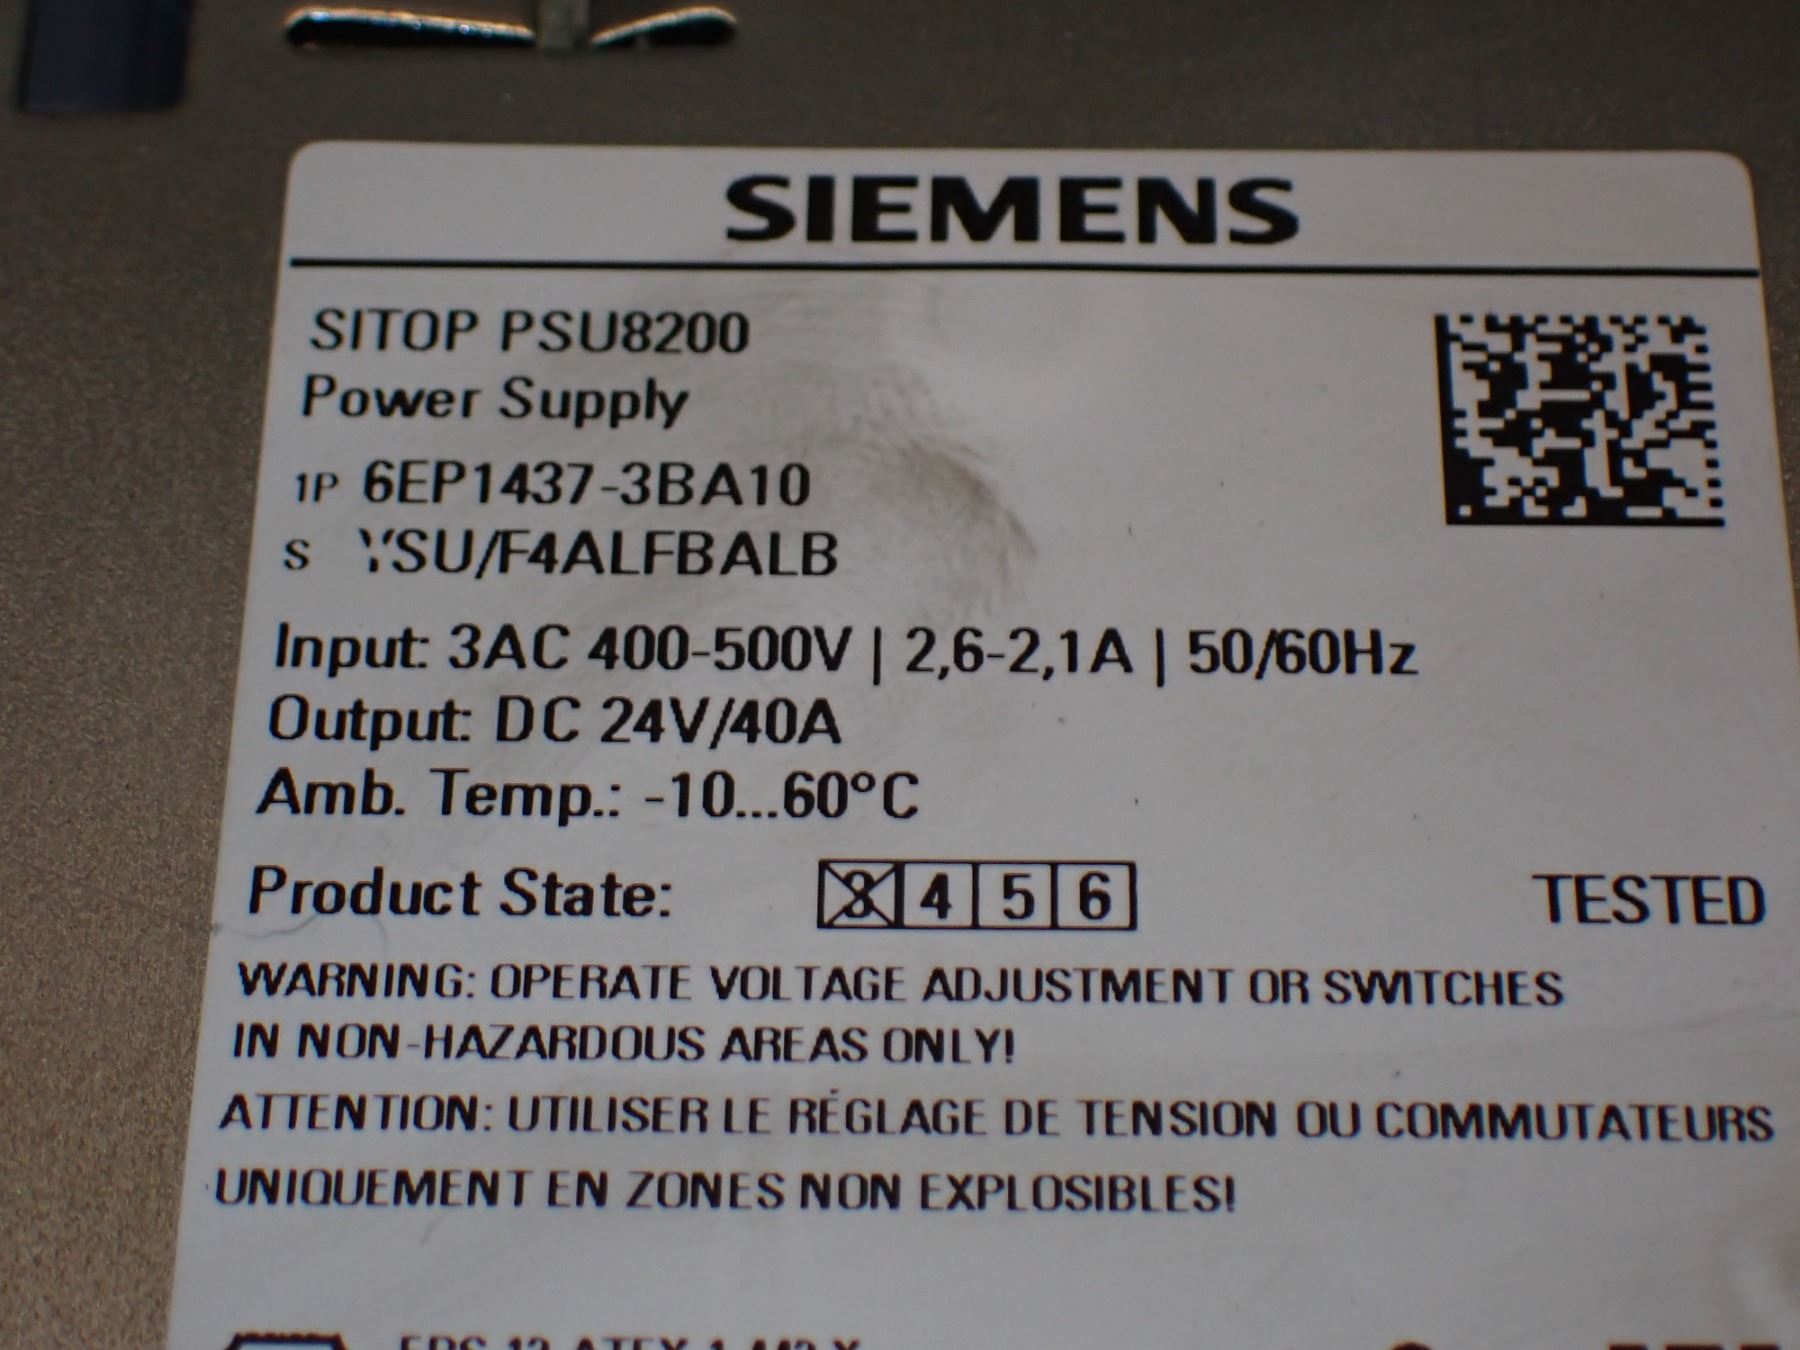 SIEMENS
SITOP PSU8200
Power Supply
1P 6EP1437-3BA10
S YSU/F4ALFBALB
Input: 3AC 400-500V | 2,6-2,1A | 50/60Hz
Output: DC 24V/40A
Amb. Temp.: -10...60°C
Product State: 3 4 5 6 TESTED
WARNING: OPERATE VOLTAGE ADJUSTMENT OR SWITCHES
IN NON-HAZARDOUS AREAS ONLY!
ATTENTION: UTILISER LE RÉGLAGE DE TENSION OU COMMUTATEURS
UNIQUEMENT EN ZONES NON EXPLOSIBLES!